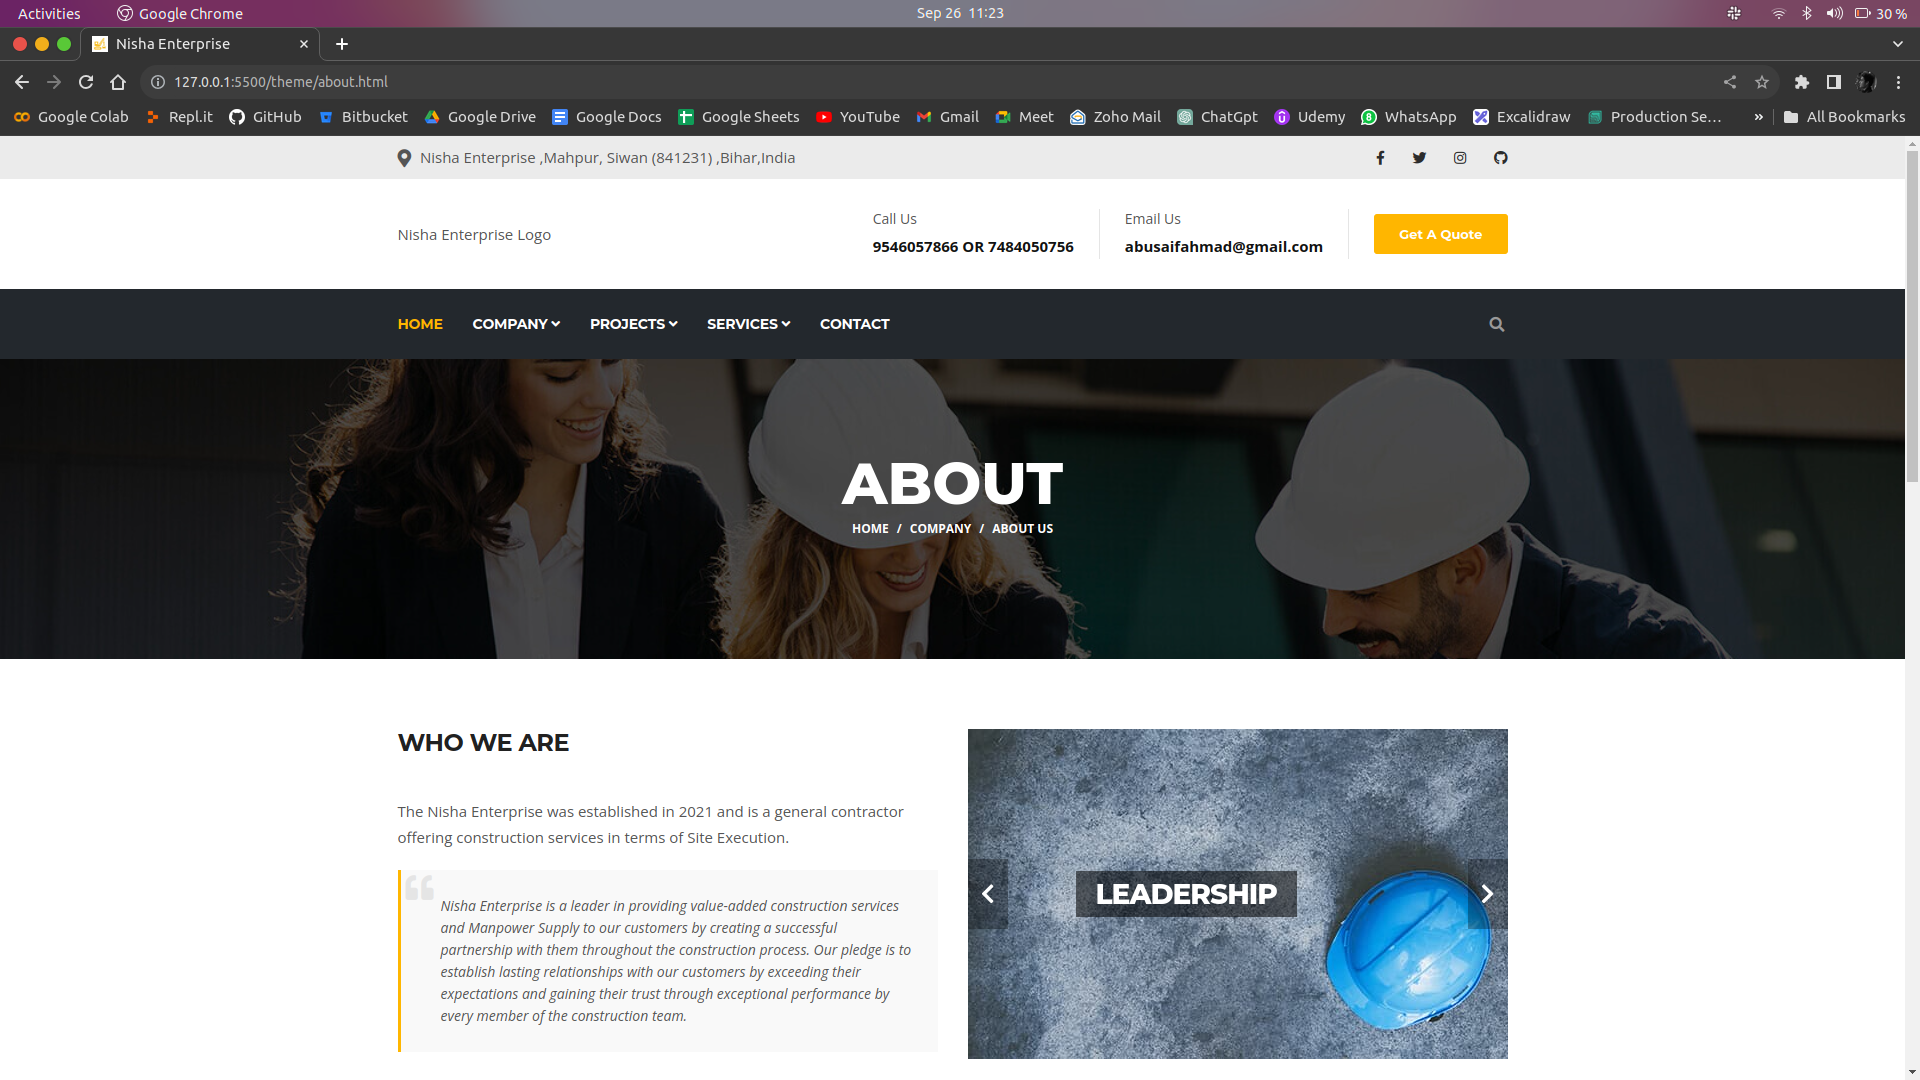 Activities
Google Chrome
Sep 26 11:23
30 %
Nisha Enterprise
127.0.0.1:5500/theme/about.html
Google Colab
Repl.it
GitHub
Bitbucket
Google Drive
Google Docs
Google Sheets
YouTube
Gmail
Meet
Zoho Mail
ChatGpt
Udemy
8
WhatsApp
Excalidraw
Production Se…
»
All Bookmarks
Nisha Enterprise ,Mahpur, Siwan (841231) ,Bihar,India
Nisha Enterprise Logo
Call Us
9546057866 OR 7484050756
Email Us
abusaifahmad@gmail.com
Get A Quote
HOME
COMPANY
PROJECTS
SERVICES
CONTACT
ABOUT
HOME / COMPANY / ABOUT US
WHO WE ARE
The Nisha Enterprise was established in 2021 and is a general contractor
offering construction services in terms of Site Execution.
Nisha Enterprise is a leader in providing value-added construction services
and Manpower Supply to our customers by creating a successful
partnership with them throughout the construction process. Our pledge is to
establish lasting relationships with our customers by exceeding their
expectations and gaining their trust through exceptional performance by
every member of the construction team.
LEADERSHIP